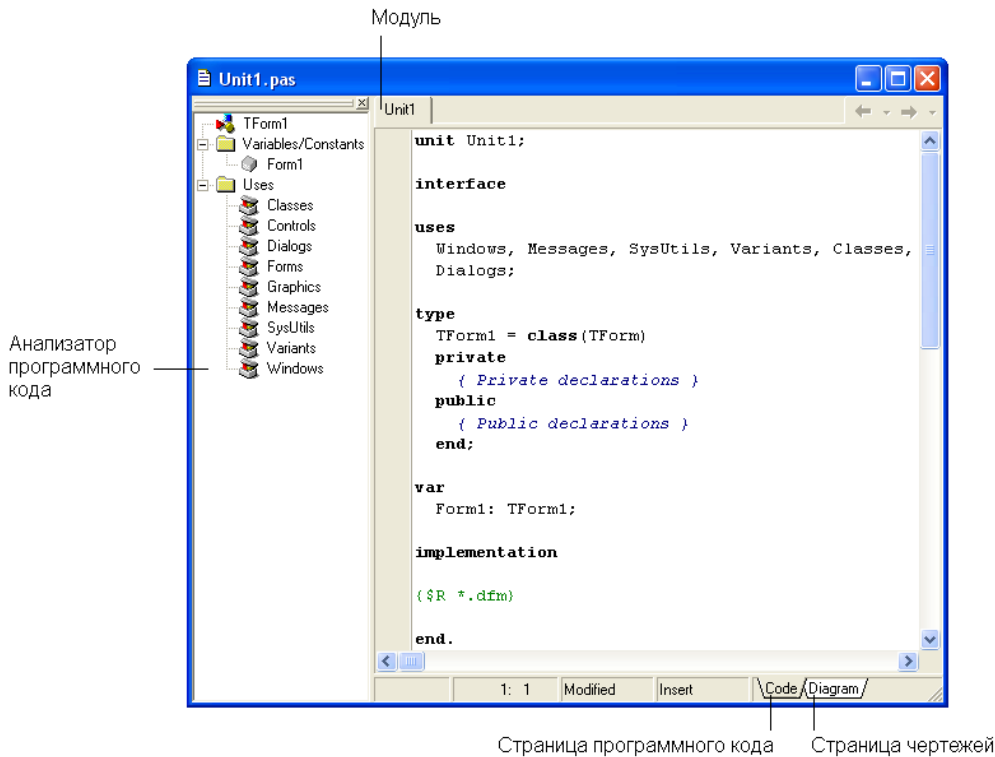 Модуль
Unit1.pas
Unit1
TForm1
Variables/Constants
Form1
Uses
Classes
Controls
Dialogs
Forms
Graphics
Messages
SysUtils
Variants
Windows
Анализатор
программного
кода
unit Unit1;
interface
uses
Windows, Messages, SysUtils, Variants, Classes,
Dialogs;
type
TForm1 = class(TForm)
private
{ Private declarations }
public
{ Public declarations }
end;
var
Form1: TForm1;
implementation
{$R *.dfm}
end.
1: 1 Modified Insert Code Diagram
Страница программного кода Страница чертежей